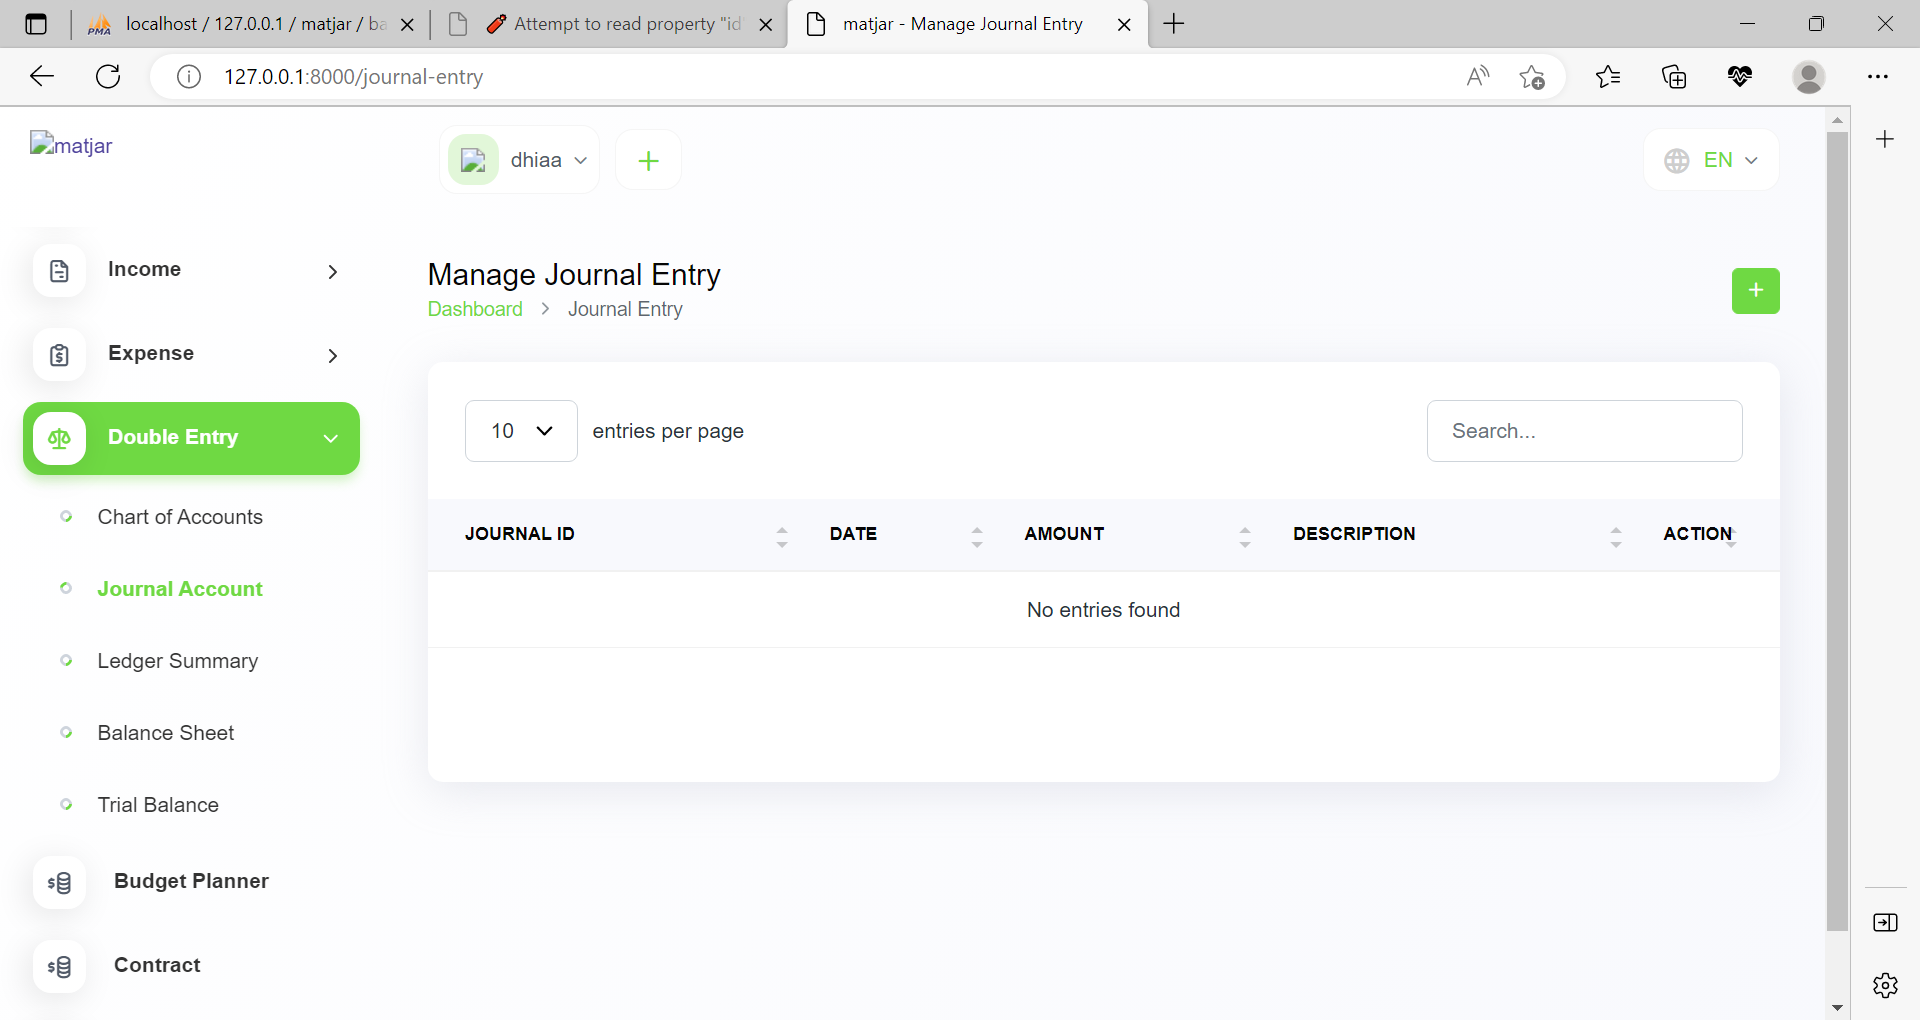 localhost / 127.0.0.1 / matjar / ba
Attempt to read property "id
matjar - Manage Journal Entry
127.0.0.1:8000/journal-entry
matjar
dhiaa
EN
Income
Expense
Double Entry
Chart of Accounts
Journal Account
Ledger Summary
Balance Sheet
Trial Balance
Budget Planner
Contract
Manage Journal Entry
Dashboard > Journal Entry
10 entries per page
Search...
JOURNAL ID DATE AMOUNT DESCRIPTION ACTION
No entries found